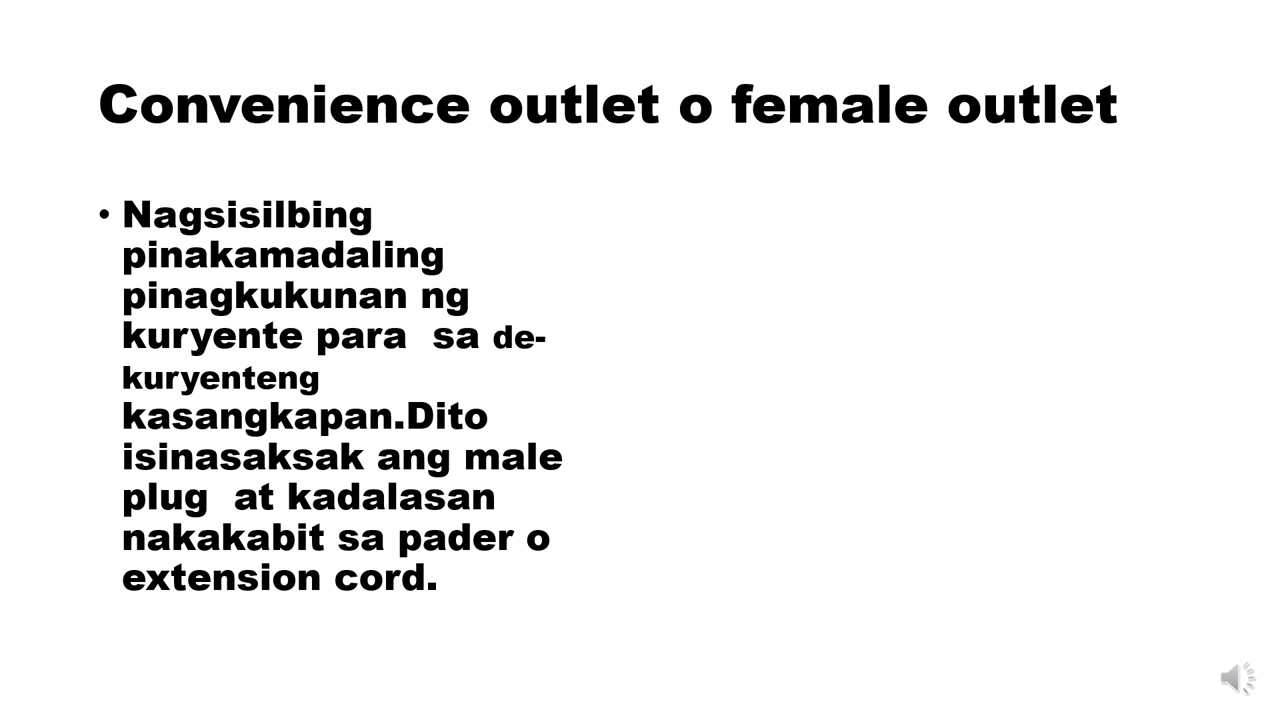 Convenience outlet o female outlet
• Nagsisilbing
pinakamadaling
pinagkukunan ng
kuryente para  sa de-
kuryenteng
kasangkapan.Dito
isinasaksak ang male
plug  at kadalasan
nakakabit sa pader o
extension cord.